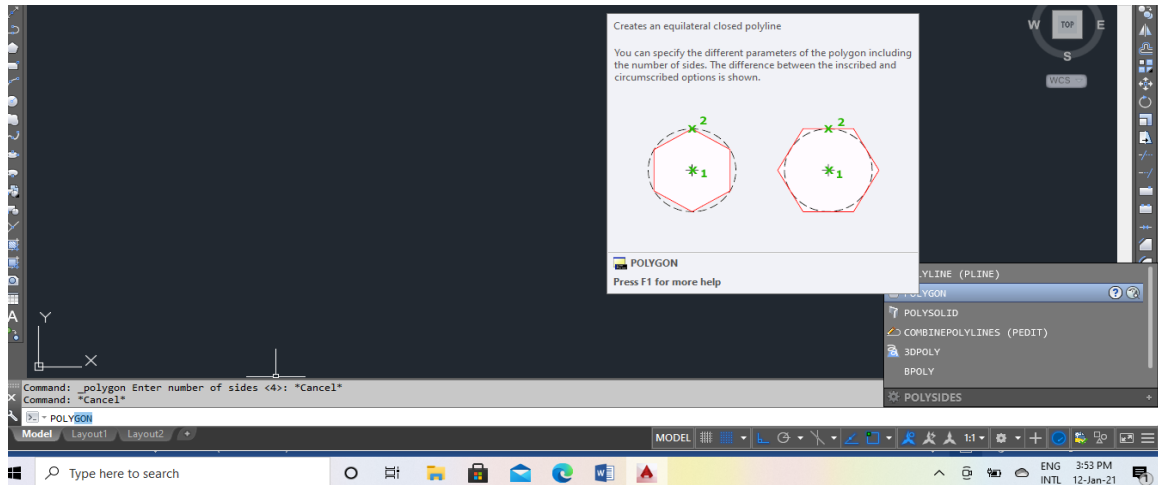 Creates an equilateral closed polyline
You can specify the different parameters of the polygon including
the number of sides. The difference between the inscribed and
circumscribed options is shown.
2
1
2
1
POLYGON
Press F1 for more help
W
TOP
E
S
WCS
YLINE (PLINE)
POLYGON
POLYSOLID
COMBINEPOLYLINES (PEDIT)
3DPOLY
BPOLY
POLYSIDES
+
A
Y
X
Command: _polygon Enter number of sides <4>: *Cancel*
Command: *Cancel*
POLYGON
Model Layout1 Layout2 +
MODEL 1:1
Type here to search
ENG 3:53 PM
INTL 12-Jan-21
1